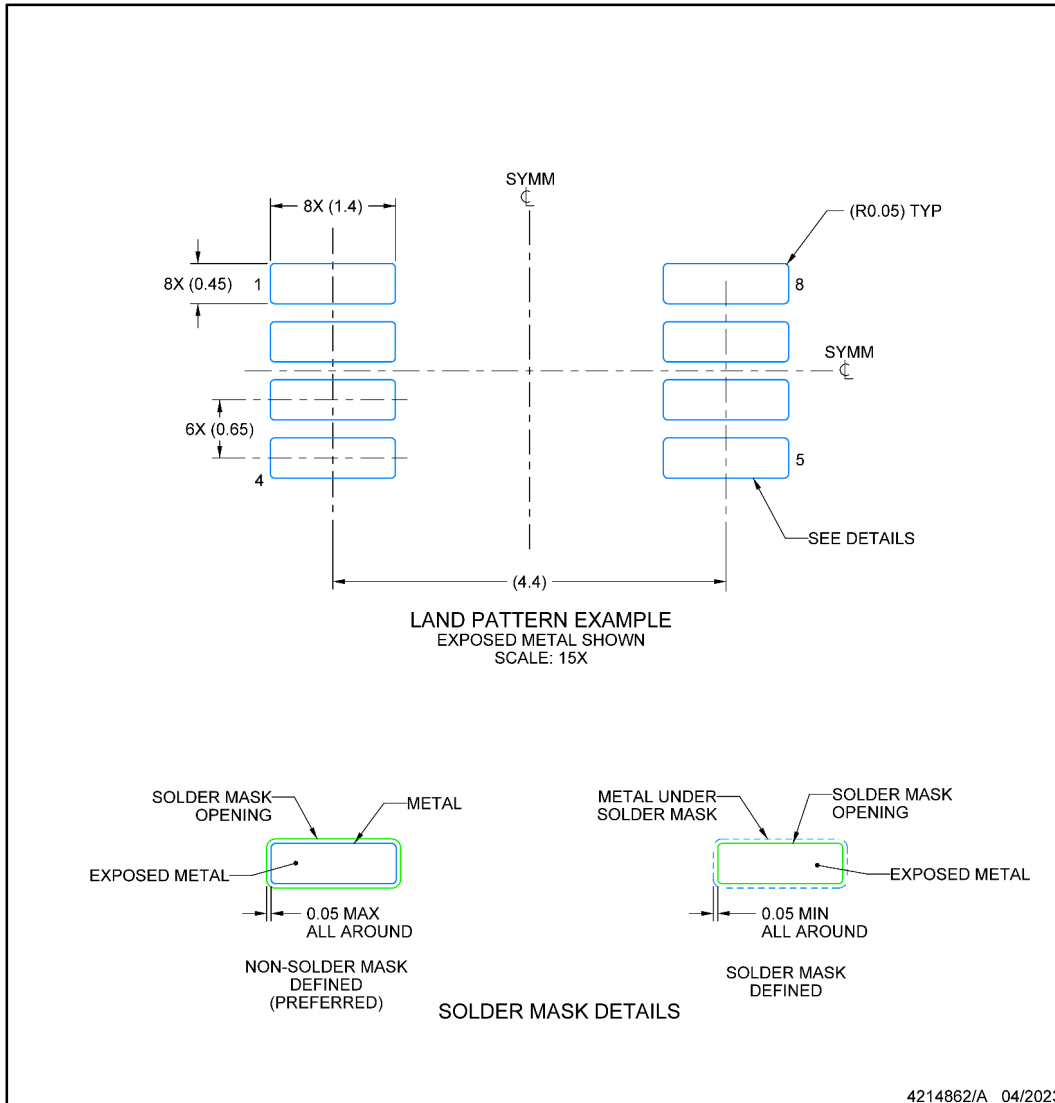 SYMM
℄
8X (1.4)
(R0.05) TYP
8X (0.45)
1
8
SYMM
℄
6X (0.65)
4
5
SEE DETAILS
(4.4)
LAND PATTERN EXAMPLE
EXPOSED METAL SHOWN
SCALE: 15X
SOLDER MASK
OPENING
METAL
EXPOSED METAL
0.05 MAX
ALL AROUND
NON-SOLDER MASK
DEFINED
(PREFERRED)
METAL UNDER
SOLDER MASK
SOLDER MASK
OPENING
EXPOSED METAL
0.05 MIN
ALL AROUND
SOLDER MASK
DEFINED
SOLDER MASK DETAILS
4214862/A 04/2023